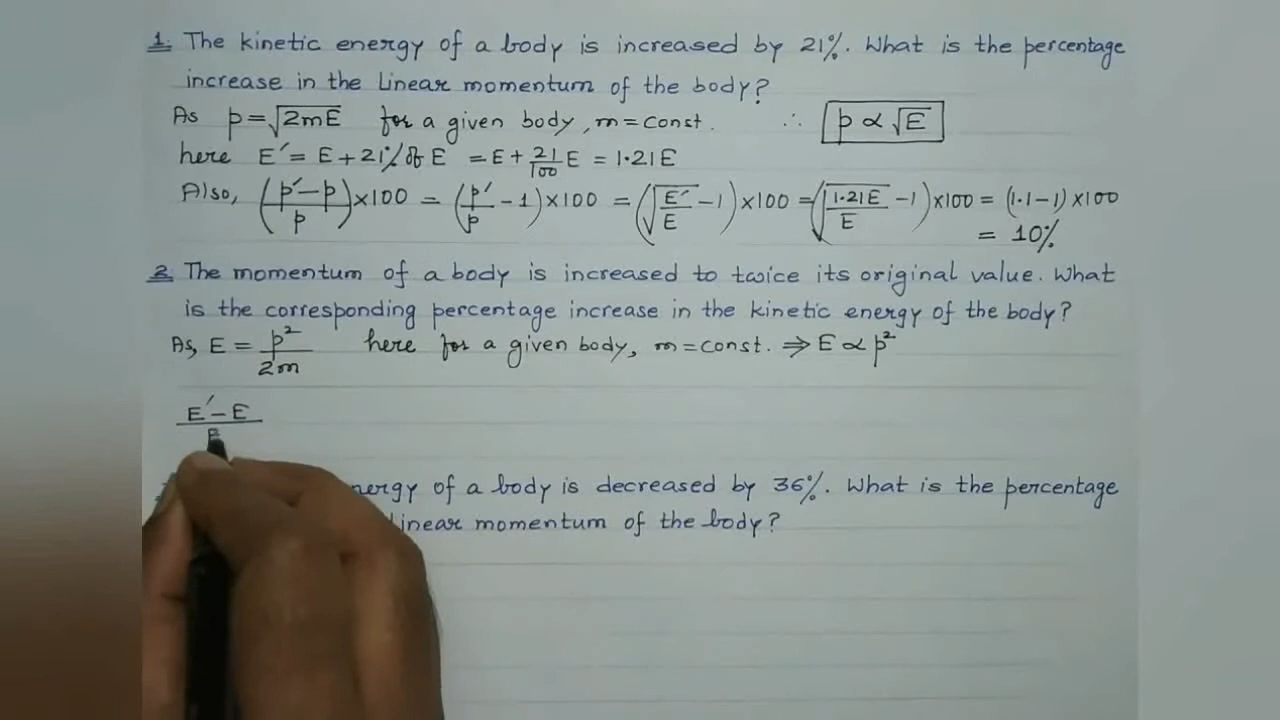 1. The kinetic energy of a body is increased by 21%. What is the percentage
increase in the linear momentum of the body?
As p = √2mE for a given body, m = const. ∴ p ∝ √E
here E′ = E + 21% of E = E + 21/100 E = 1.21E
Also, (p′ - p / p) × 100 = (p′/p - 1) × 100 = (√E′/E - 1) × 100 = (√1.21E/E - 1) × 100 = (1.1 - 1) × 100
= 10%
2. The momentum of a body is increased to twice its original value. What
is the corresponding percentage increase in the kinetic energy of the body?
As, E = p²/2m here for a given body, m = const. ⇒ E ∝ p²
E′ - E
E
energy of a body is decreased by 36%. What is the percentage
linear momentum of the body?